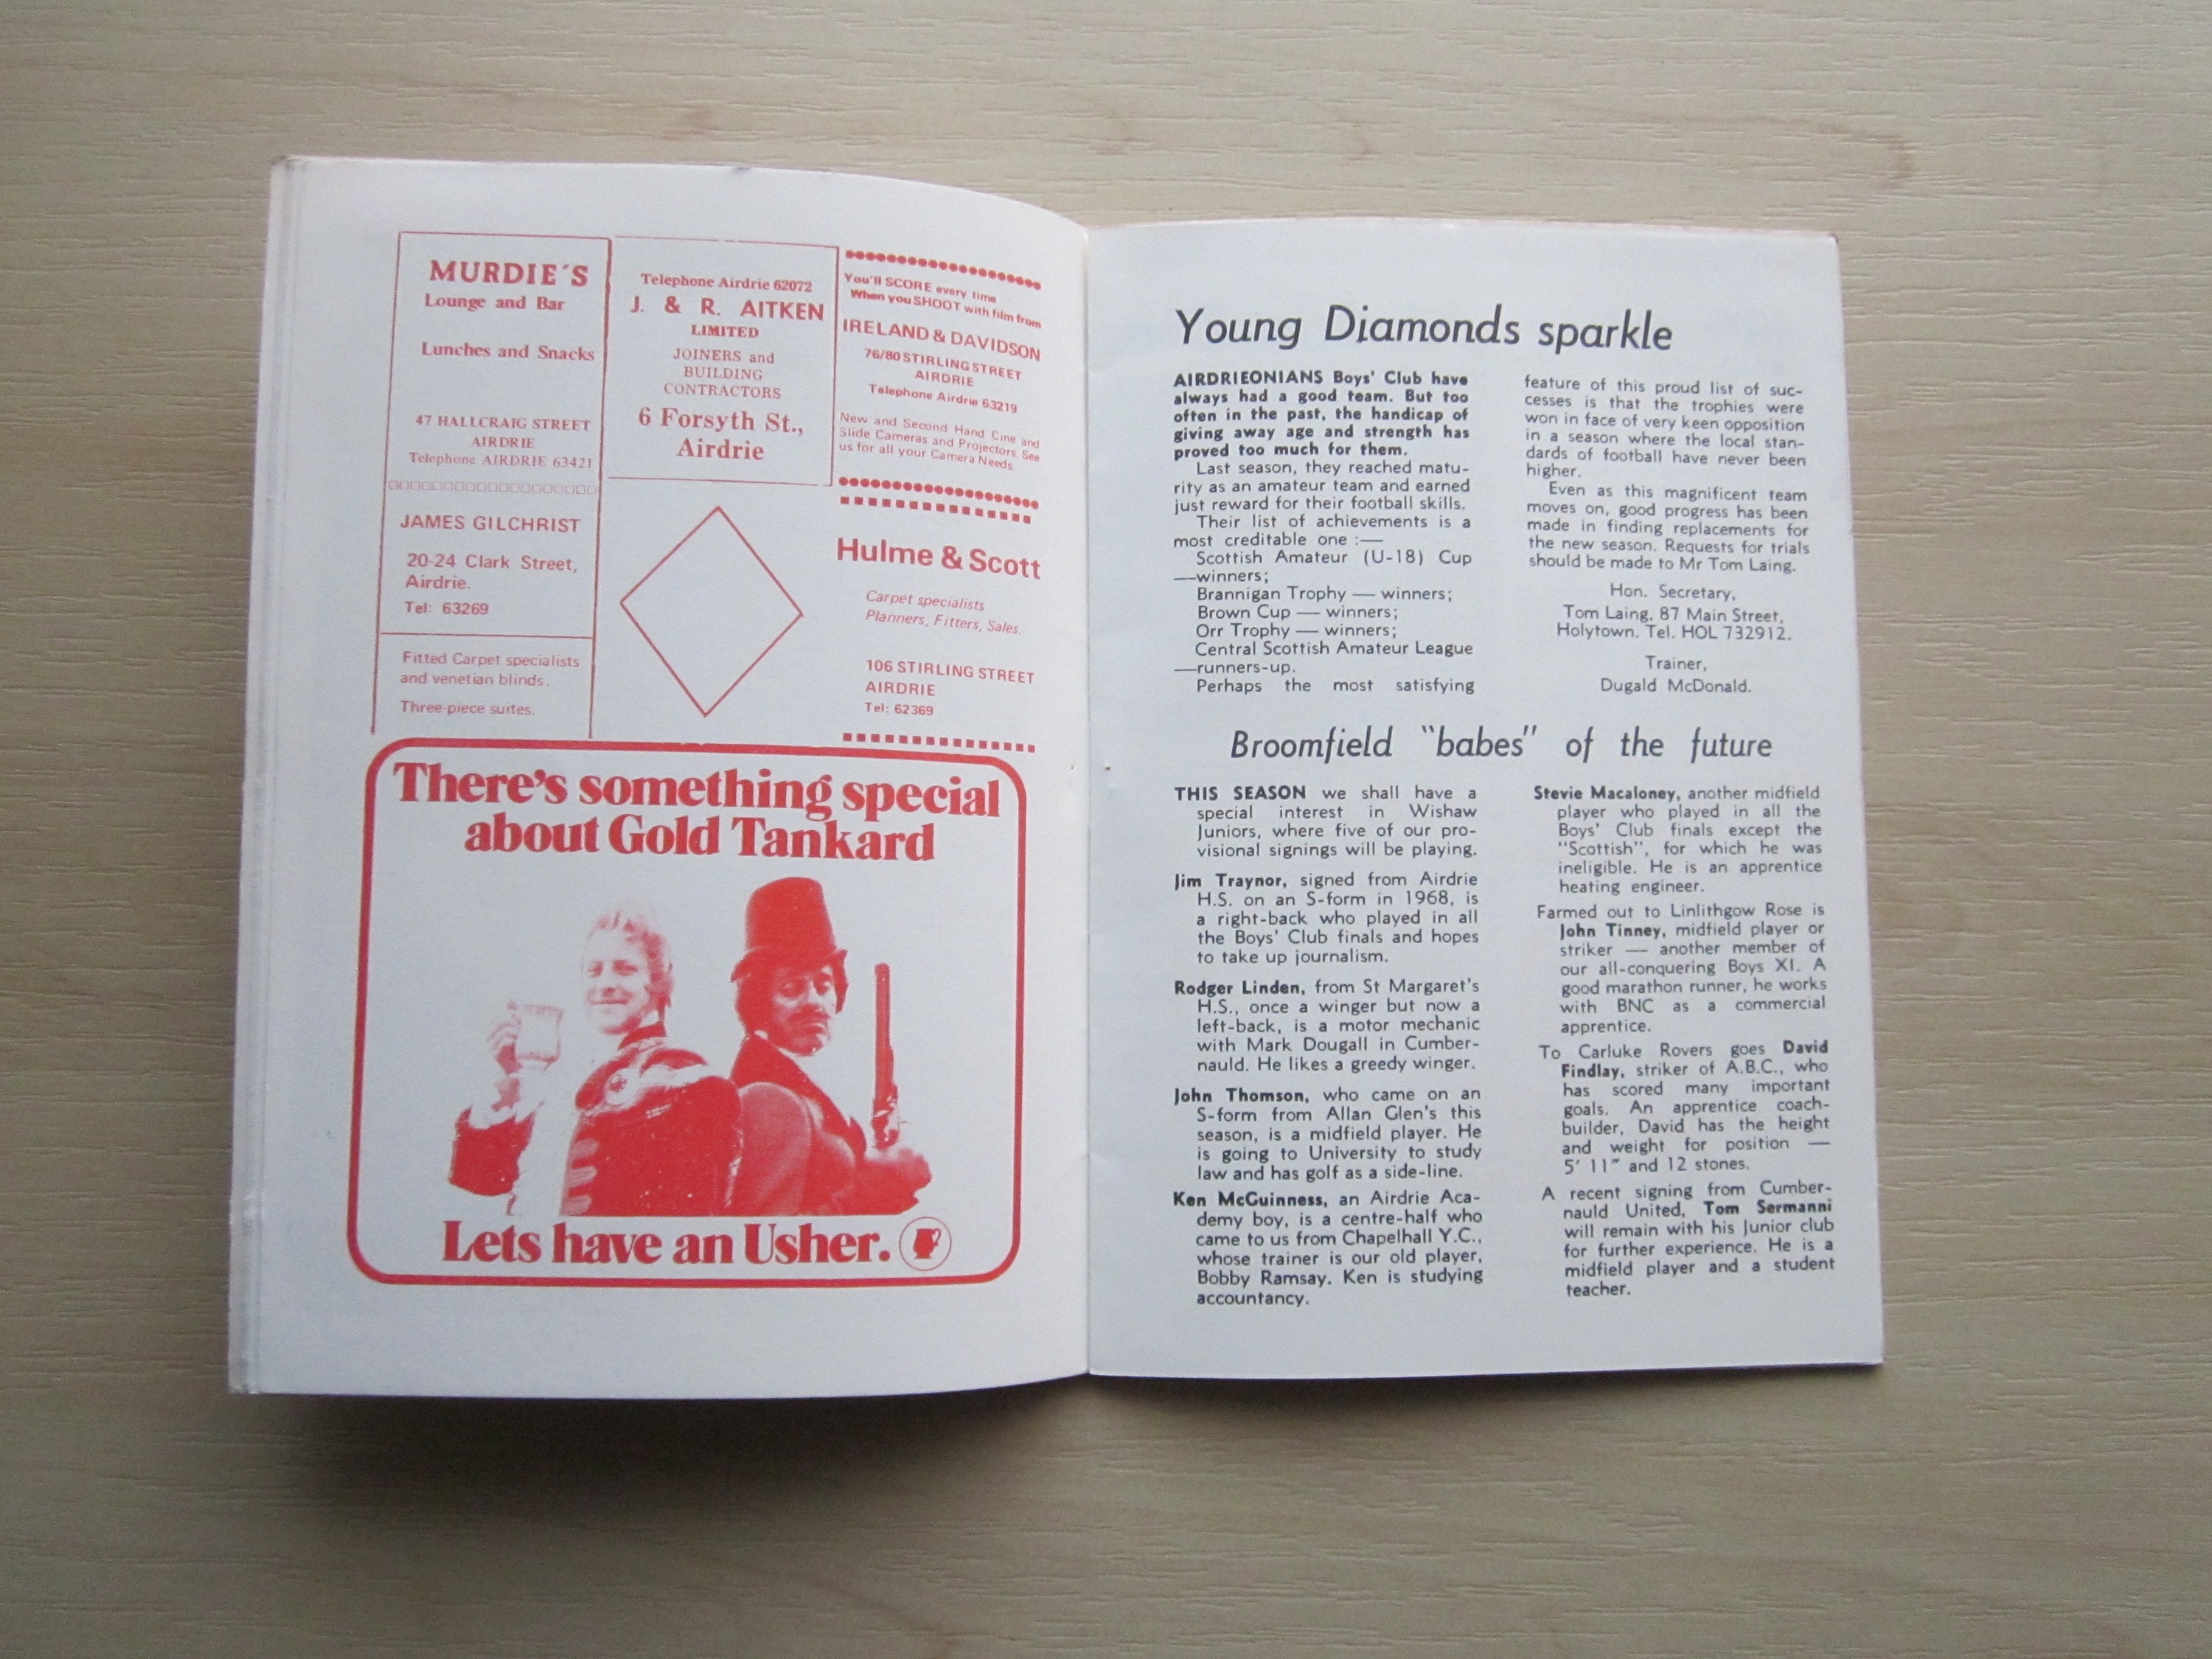 MURDIE'S
Lounge and Bar
Lunches and Snacks
47 HALLCRAIG STREET
AIRDRIE
Telephone AIRDRIE 63421
JAMES GILCHRIST
20-24 Clark Street,
Airdrie.
Tel: 63269
Fitted Carpet specialists
and venetian blinds.
Three-piece suites.
Telephone Airdrie 62072
J. & R. AITKEN
LIMITED
JOINERS and
BUILDING
CONTRACTORS
6 Forsyth St.,
Airdrie
You'll SCORE every time
When you SHOOT with film from
IRELAND & DAVIDSON
76/80 STIRLING STREET
AIRDRIE
Telephone Airdrie 63219
New and Second Hand Cine and
Slide Cameras and Projectors. See
us for all your Camera Needs.
Hulme & Scott
Carpet specialists
Planners, Fitters, Sales.
106 STIRLING STREET
AIRDRIE
Tel: 62369
There's something special
about Gold Tankard
Lets have an Usher.
Young Diamonds sparkle
AIRDRIEONIANS Boys' Club have
always had a good team. But too
often in the past, the handicap of
giving away age and strength has
proved too much for them.
Last season, they reached matu-
rity as an amateur team and earned
just reward for their football skills.
Their list of achievements is a
most creditable one :—
Scottish Amateur (U-18) Cup
—winners;
Brannigan Trophy — winners;
Brown Cup — winners;
Orr Trophy — winners;
Central Scottish Amateur League
—runners-up.
Perhaps the most satisfying
feature of this proud list of suc-
cesses is that the trophies were
won in face of very keen opposition
in a season where the local stan-
dards of football have never been
higher.
Even as this magnificent team
moves on, good progress has been
made in finding replacements for
the new season. Requests for trials
should be made to Mr Tom Laing.
Hon. Secretary,
Tom Laing, 87 Main Street,
Holytown. Tel. HOL 732912.
Trainer,
Dugald McDonald.
Broomfield "babes" of the future
THIS SEASON we shall have a
special interest in Wishaw
Juniors, where five of our pro-
visional signings will be playing.
Jim Traynor, signed from Airdrie
H.S. on an S-form in 1968, is
a right-back who played in all
the Boys' Club finals and hopes
to take up journalism.
Rodger Linden, from St Margaret's
H.S., once a winger but now a
left-back, is a motor mechanic
with Mark Dougall in Cumber-
nauld. He likes a greedy winger.
John Thomson, who came on an
S-form from Allan Glen's this
season, is a midfield player. He
is going to University to study
law and has golf as a side-line.
Ken McGuinness, an Airdrie Aca-
demy boy, is a centre-half who
came to us from Chapelhall Y.C.,
whose trainer is our old player,
Bobby Ramsay. Ken is studying
accountancy.
Stevie Macaloney, another midfield
player who played in all the
Boys' Club finals except the
"Scottish", for which he was
ineligible. He is an apprentice
heating engineer.
Farmed out to Linlithgow Rose is
John Tinney, midfield player or
striker — another member of
our all-conquering Boys XI. A
good marathon runner, he works
with BNC as a commercial
apprentice.
To Carluke Rovers goes David
Findlay, striker of A.B.C., who
has scored many important
goals. An apprentice coach-
builder, David has the height
and weight for position —
5' 11" and 12 stones.
A recent signing from Cumber-
nauld United, Tom Sermanni
will remain with his Junior club
for further experience. He is a
midfield player and a student
teacher.